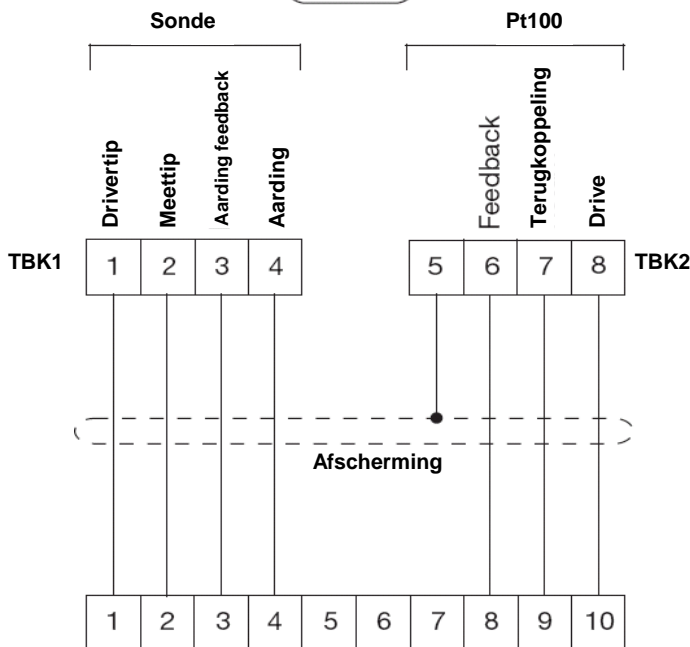 Sonde Pt100
Drivertip
Meettip
Aarding feedback
Aarding
Feedback
Terugkoppeling
Drive
TBK1 1 2 3 4 5 6 7 8 TBK2
Afscherming
1 2 3 4 5 6 7 8 9 10